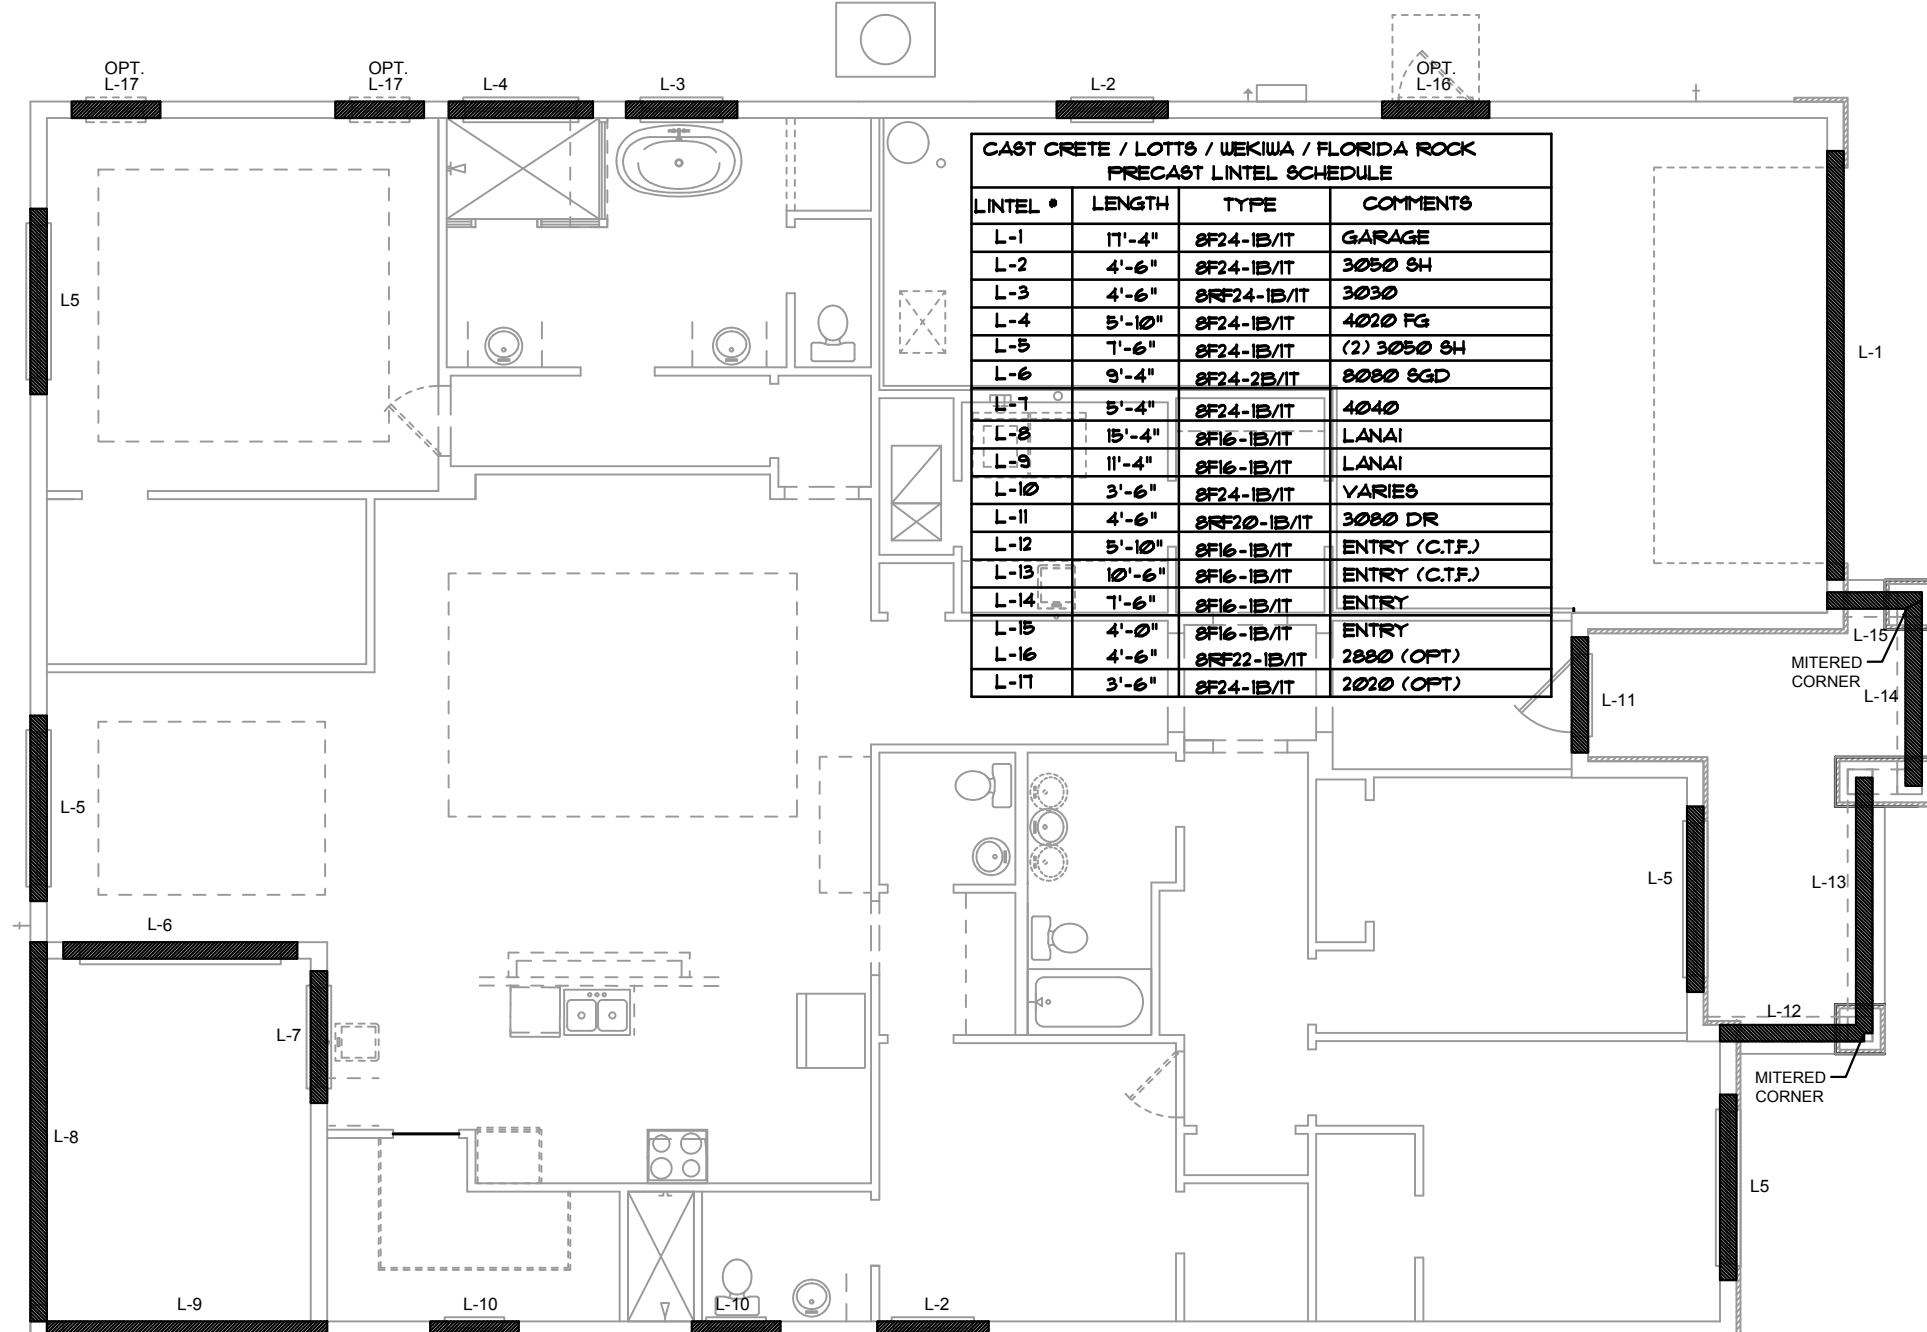 OPT.
L-17
OPT.
L-17
L-4
L-3
L-2
OPT.
L-16
CAST CRETE / LOTTS / WEKIWA / FLORIDA ROCK
PRECAST LINTEL SCHEDULE
LINTEL # LENGTH TYPE COMMENTS
L-1 17'-4" 8F24-1B/1T GARAGE
L-2 4'-6" 8F24-1B/1T 3050 SH
L-3 4'-6" 8RF24-1B/1T 3030
L-4 5'-10" 8F24-1B/1T 4020 FG
L-5 7'-6" 8F24-1B/1T (2) 3050 SH
L-6 9'-4" 8F24-2B/1T 8080 SGD
L-7 5'-4" 8F24-1B/1T 4040
L-8 15'-4" 8F16-1B/1T LANAI
L-9 11'-4" 8F16-1B/1T LANAI
L-10 3'-6" 8F24-1B/1T VARIES
L-11 4'-6" 8RF20-1B/1T 3080 DR
L-12 5'-10" 8F16-1B/1T ENTRY (C.T.F.)
L-13 10'-6" 8F16-1B/1T ENTRY (C.T.F.)
L-14 7'-6" 8F16-1B/1T ENTRY
L-15 4'-0" 8F16-1B/1T ENTRY
L-16 4'-6" 8RF22-1B/1T 2880 (OPT)
L-17 3'-6" 8F24-1B/1T 2020 (OPT)
L5
L-1
L-15
MITERED
CORNER
L-14
L-11
L-5
L-5
L-13
L-6
L-12
L-7
MITERED
CORNER
L-8
L5
L-9
L-10
L-10
L-2